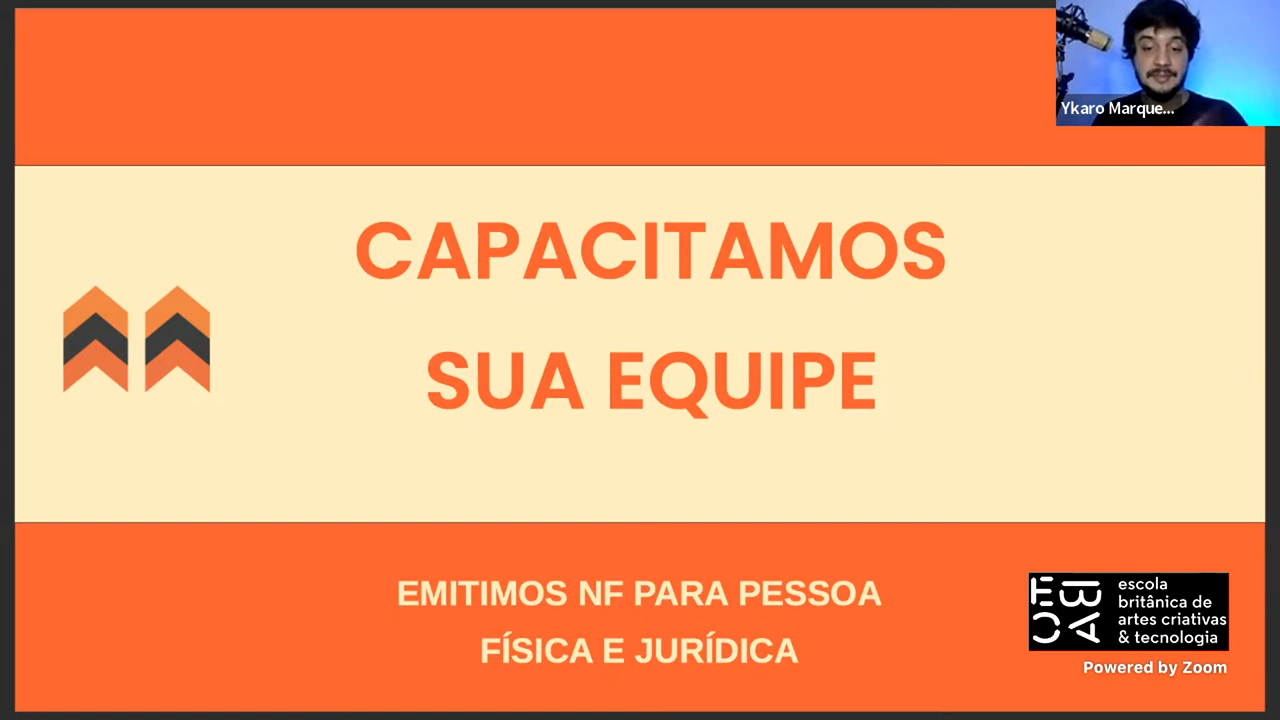 Ykaro Marque...
CAPACITAMOS
SUA EQUIPE
EMITIMOS NF PARA PESSOA
FÍSICA E JURÍDICA
EBAC
escola
britânica de
artes criativas
& tecnologia
Powered by Zoom